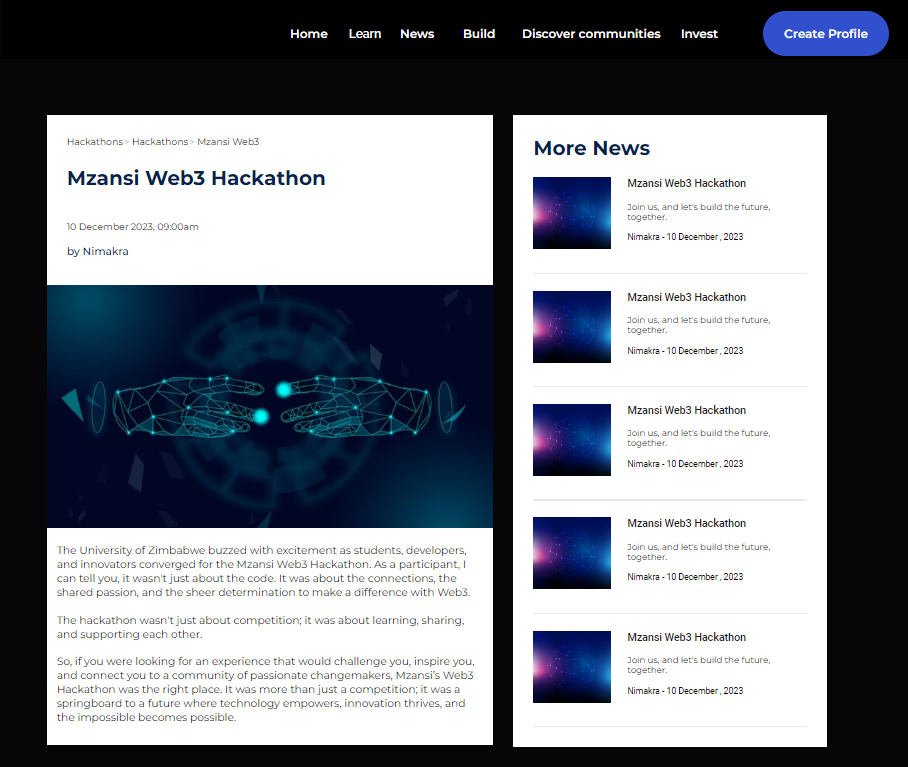 Home Learn News Build Discover communities Invest Create Profile
Hackathons > Hackathons > Mzansi Web3
Mzansi Web3 Hackathon
10 December 2023, 09:00am
by Nimakra
The University of Zimbabwe buzzed with excitement as students, developers,
and innovators converged for the Mzansi Web3 Hackathon. As a participant, I
can tell you, it wasn't just about the code. It was about the connections, the
shared passion, and the sheer determination to make a difference with Web3.
The hackathon wasn't just about competition; it was about learning, sharing,
and supporting each other.
So, if you were looking for an experience that would challenge you, inspire you,
and connect you to a community of passionate changemakers, Mzansi's Web3
Hackathon was the right place. It was more than just a competition; it was a
springboard to a future where technology empowers, innovation thrives, and
the impossible becomes possible.
More News
Mzansi Web3 Hackathon
Join us, and let's build the future,
together.
Nimakra - 10 December , 2023
Mzansi Web3 Hackathon
Join us, and let's build the future,
together.
Nimakra - 10 December , 2023
Mzansi Web3 Hackathon
Join us, and let's build the future,
together.
Nimakra - 10 December , 2023
Mzansi Web3 Hackathon
Join us, and let's build the future,
together.
Nimakra - 10 December , 2023
Mzansi Web3 Hackathon
Join us, and let's build the future,
together.
Nimakra - 10 December , 2023